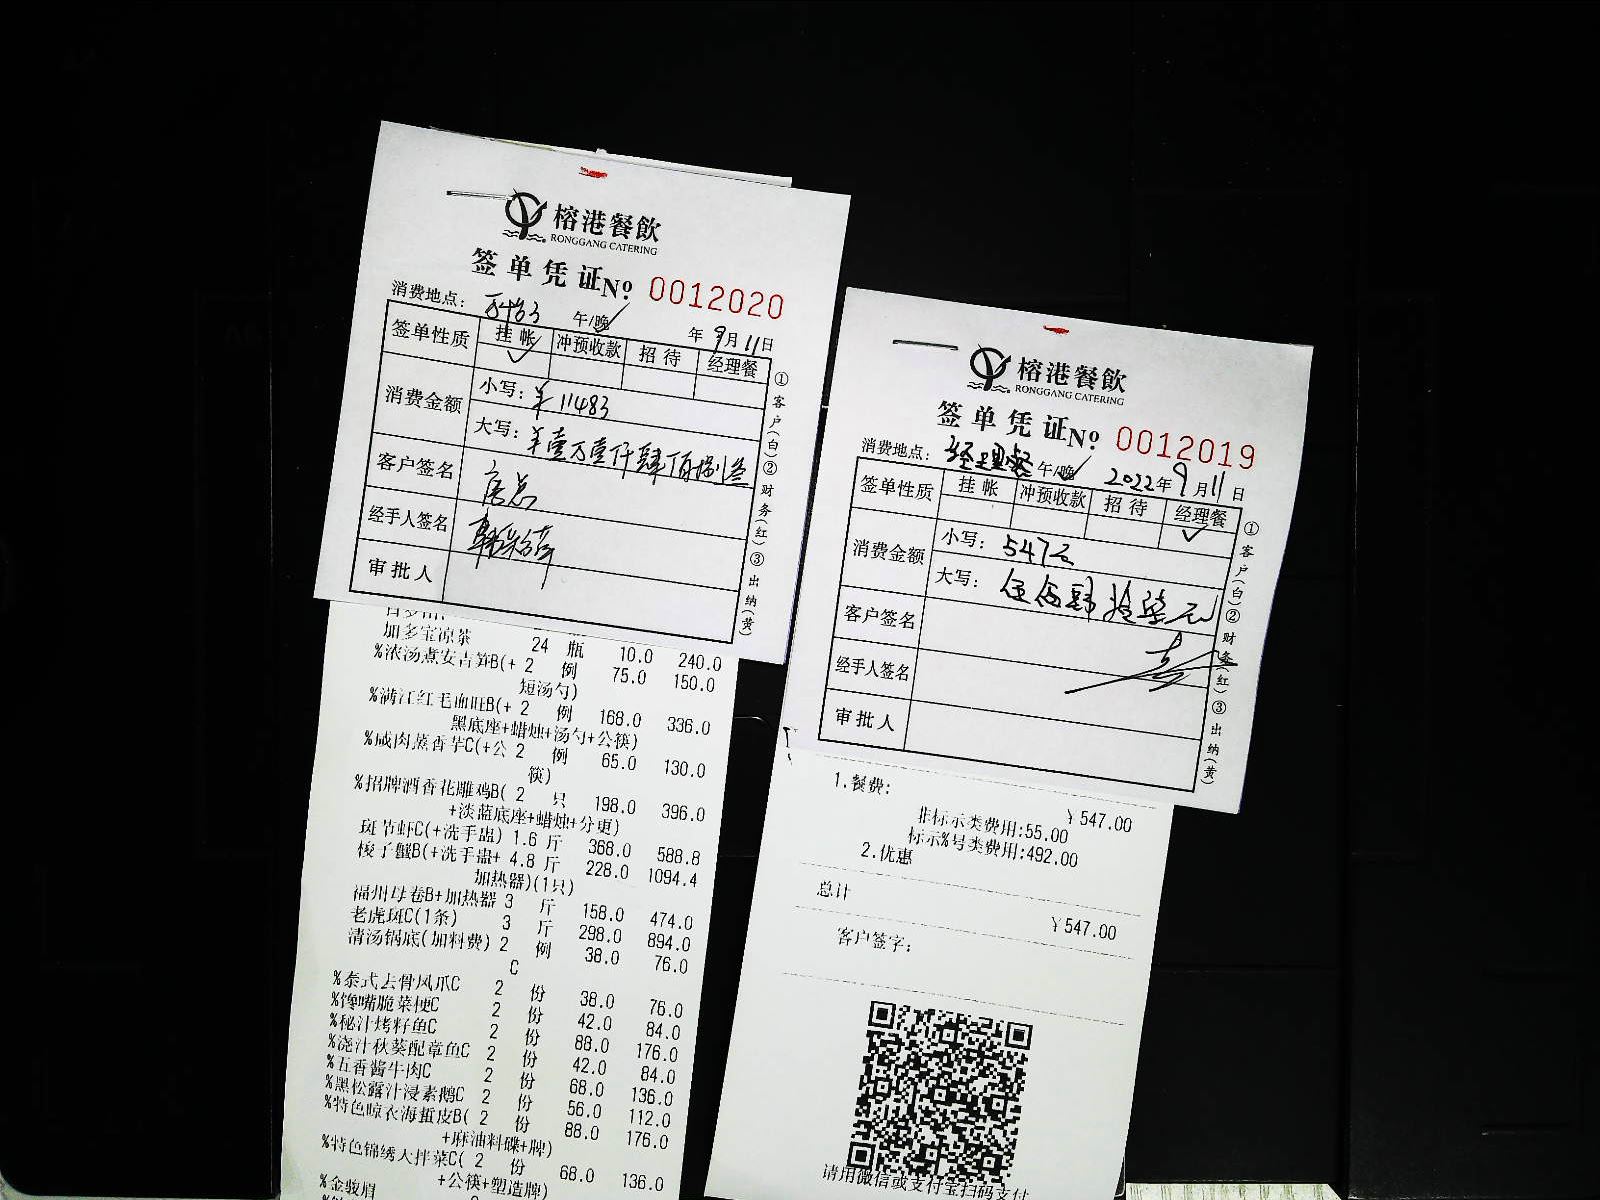 榕港餐飲
RONGGANG CATERING
签单凭证 No. 0012020
消费地点: 午/晚 年9月11日
签单性质 挂帐 冲预收款 招待 经理餐
消费金额 小写: ¥11483
大写: ¥壹万壹仟肆佰捌叁
客户签名
经手人签名
审批人
①客户(白)②财务(红)③出纳(黄)
加多宝凉茶 24 瓶 10.0 240.0
%浓汤煮安吉笋B(+ 2 例 75.0 150.0
短汤勺)
%满江红毛血旺B(+ 2 例 168.0 336.0
黑底座+蜡烛+汤勺+公筷)
%咸肉蒸香芋C(+公 2 例 65.0 130.0
筷)
%招牌酒香花雕鸡B( 2 只 198.0 396.0
+淡蓝底座+蜡烛+分更)
斑节虾C(+洗手盅) 1.6 斤 368.0 588.8
梭子蟹B(+洗手盅+ 4.8 斤 228.0 1094.4
加热器)(1只)
福州母卷B+加热器 3 斤 158.0 474.0
老虎斑C(1条) 3 斤 298.0 894.0
清汤锅底(加料费) 2 例 38.0 76.0
C
%泰式去骨凤爪C 2 份 38.0 76.0
%馋嘴脆菜梗C 2 份 42.0 84.0
%秘汁烤籽鱼C 2 份 88.0 176.0
%浇汁秋葵配章鱼C 2 份 42.0 84.0
%五香酱牛肉C 2 份 68.0 136.0
%黑松露汁浸素鹅C 2 份 56.0 112.0
%特色晾衣海蜇皮B( 2 份 88.0 176.0
+麻油料碟+牌)
%特色锦绣大拌菜C( 2 份 68.0 136.0
+公筷+塑造牌)
%金骏眉
榕港餐飲
RONGGANG CATERING
签单凭证 No. 0012019
消费地点: 经理餐 午/晚 2022年9月11日
签单性质 挂帐 冲预收款 招待 经理餐
消费金额 小写: 547元
大写: 伍佰肆拾柒元
客户签名
经手人签名
审批人
①客户(白)②财务(红)③出纳(黄)
1.餐费: ¥547.00
非标示类费用:55.00
标示%号类费用:492.00
2.优惠
总计 ¥547.00
客户签字:
请用微信或支付宝扫码支付